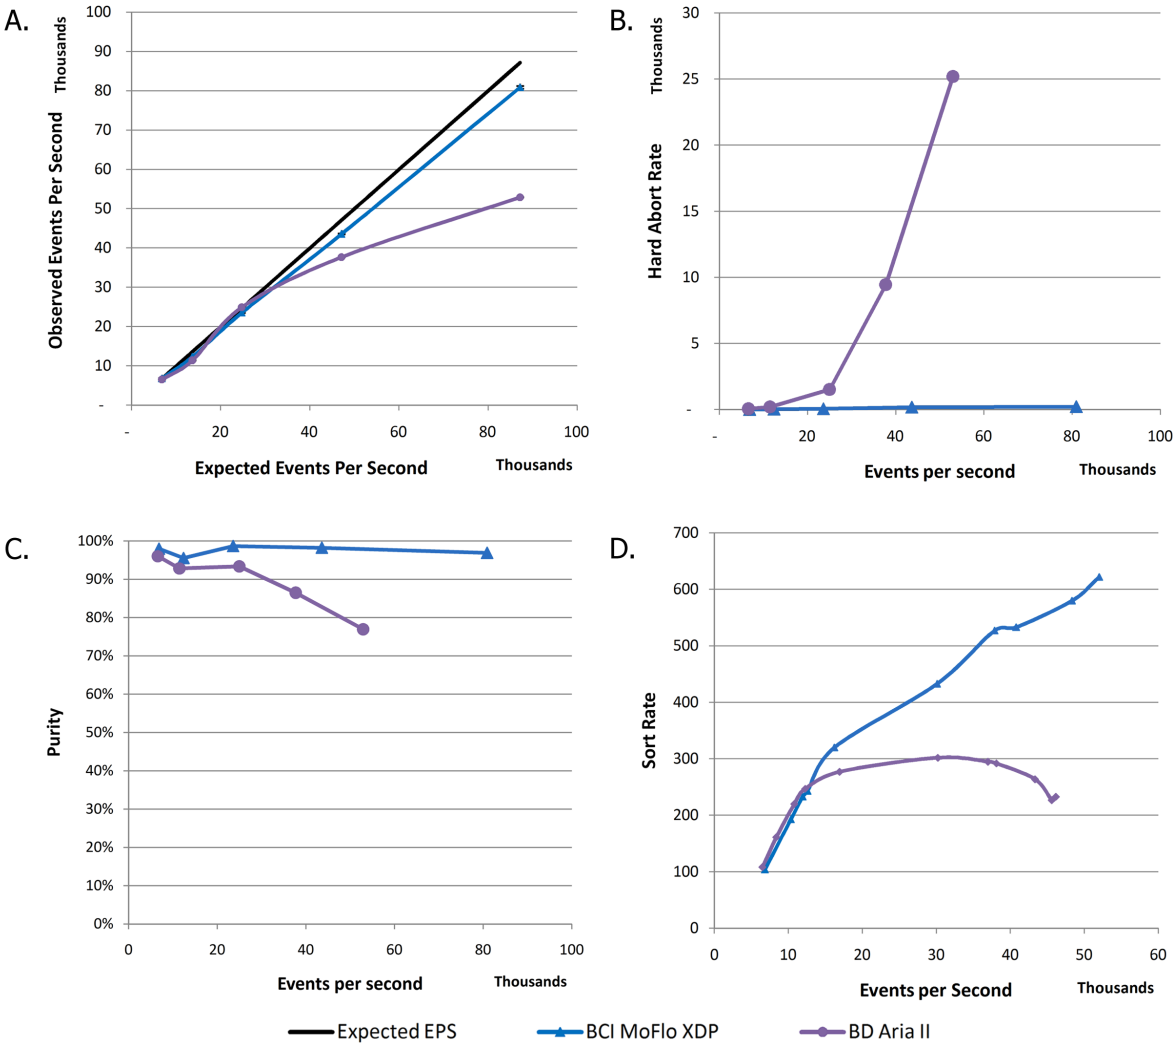 A.
Thousands
Observed Events Per Second
100
90
80
70
60
50
40
30
20
10
-
- 20 40 60 80 100
Expected Events Per Second
Thousands
B.
Thousands
Hard Abort Rate
30
25
20
15
10
5
-
- 20 40 60 80 100
Events per second
Thousands
C.
Purity
100%
90%
80%
70%
60%
50%
40%
30%
20%
10%
0%
0 20 40 60 80 100
Events per second
Thousands
D.
Sort Rate
700
600
500
400
300
200
100
0
0 10 20 30 40 50 60
Events per Second
Thousands
Expected EPS BCI MoFlo XDP BD Aria II